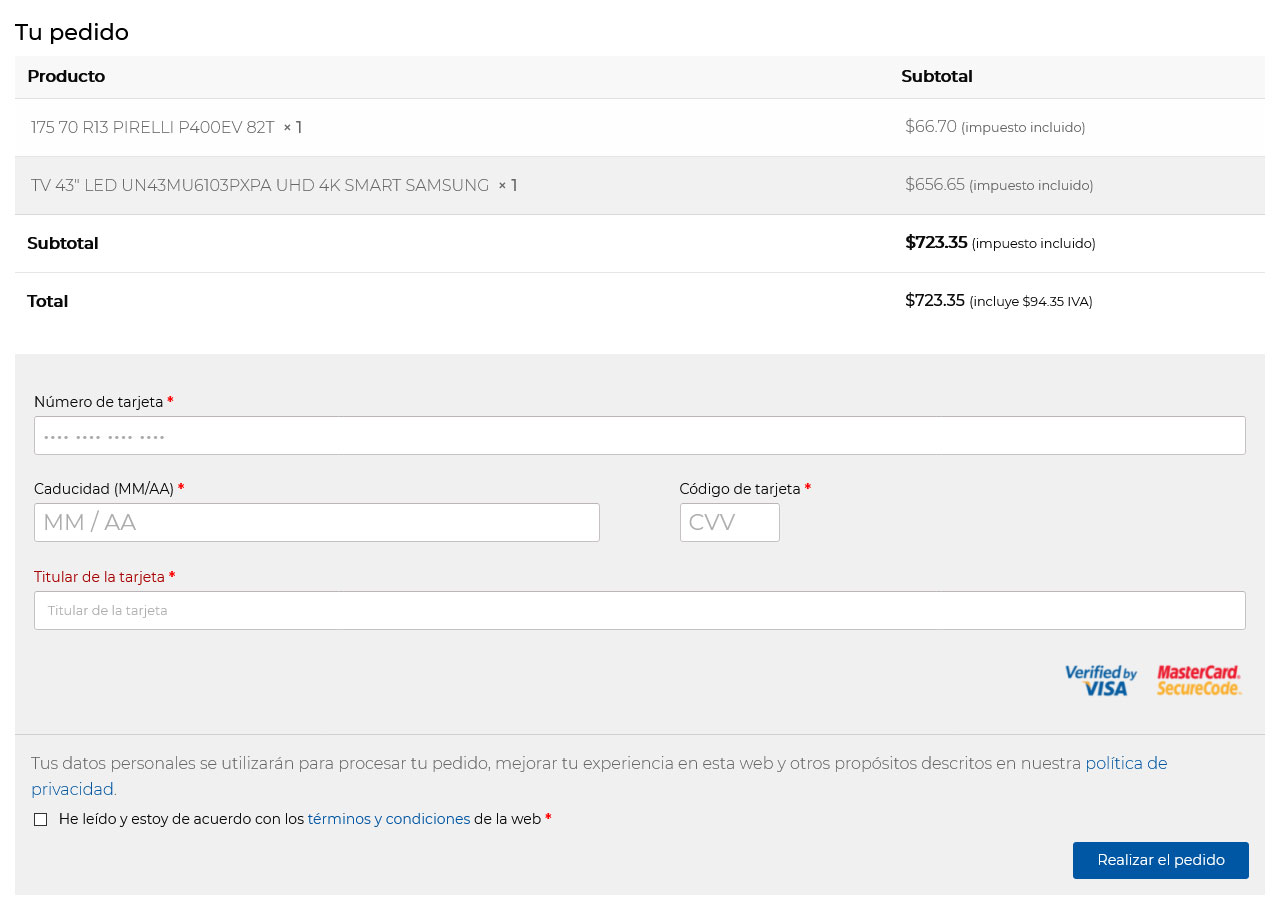 Tu pedido
Producto Subtotal
175 70 R13 PIRELLI P400EV 82T × 1 $66.70 (impuesto incluido)
TV 43" LED UN43MU6103PXPA UHD 4K SMART SAMSUNG × 1 $656.65 (impuesto incluido)
Subtotal $723.35 (impuesto incluido)
Total $723.35 (incluye $94.35 IVA)
Número de tarjeta *
•••• •••• •••• ••••
Caducidad (MM/AA) * Código de tarjeta *
MM / AA CVV
Titular de la tarjeta *
Titular de la tarjeta
Verified by MasterCard.
VISA SecureCode.
Tus datos personales se utilizarán para procesar tu pedido, mejorar tu experiencia en esta web y otros propósitos descritos en nuestra política de
privacidad.
He leído y estoy de acuerdo con los términos y condiciones de la web *
Realizar el pedido